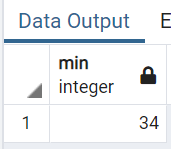 Data Output E
min
integer
1 34